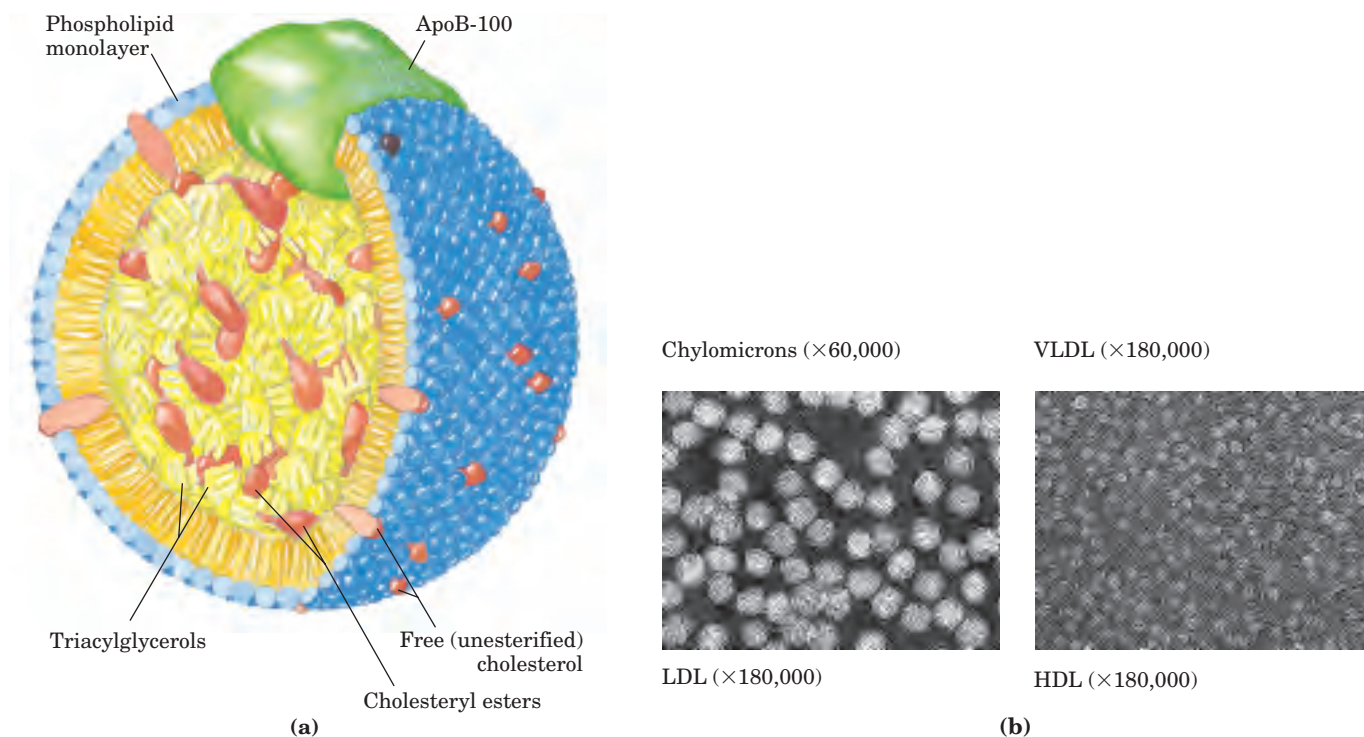 Phospholipid
monolayer
ApoB-100
Triacylglycerols
Free (unesterified)
cholesterol
Cholesteryl esters
(a)
Chylomicrons (×60,000)
VLDL (×180,000)
LDL (×180,000)
HDL (×180,000)
(b)